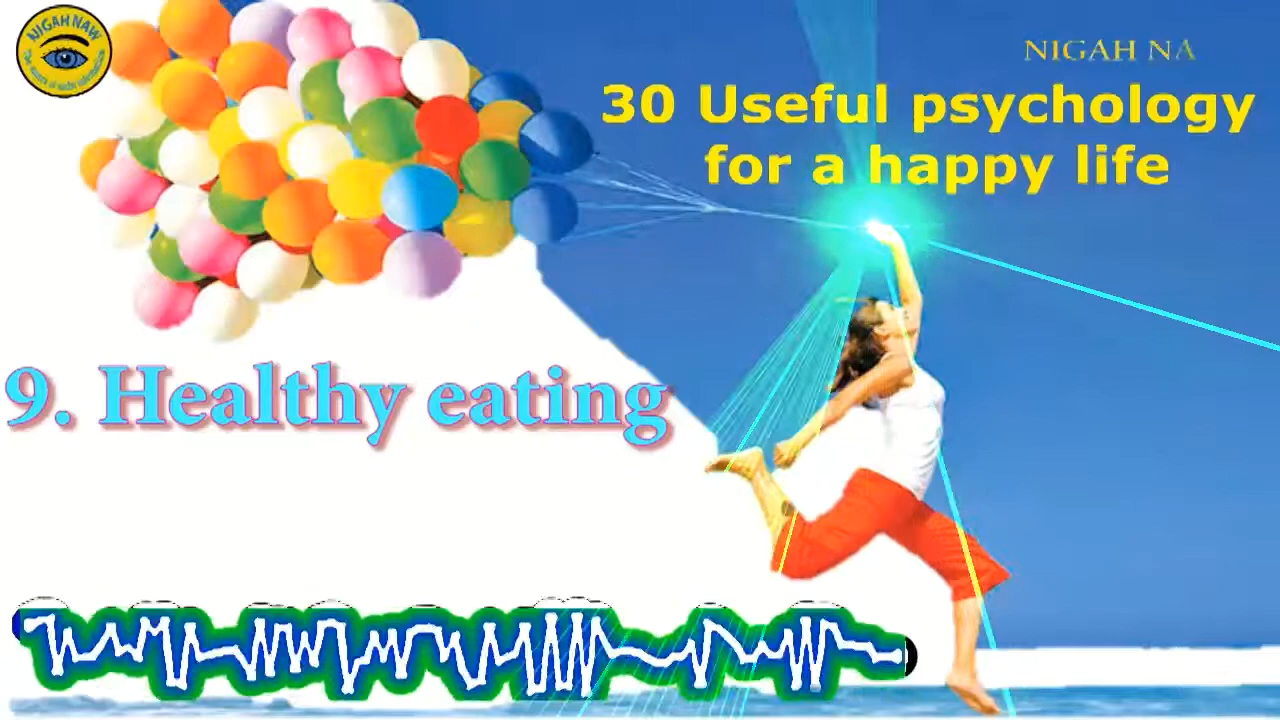 NIGAH NAW
NIGAH NA
30 Useful psychology
for a happy life
9. Healthy eating